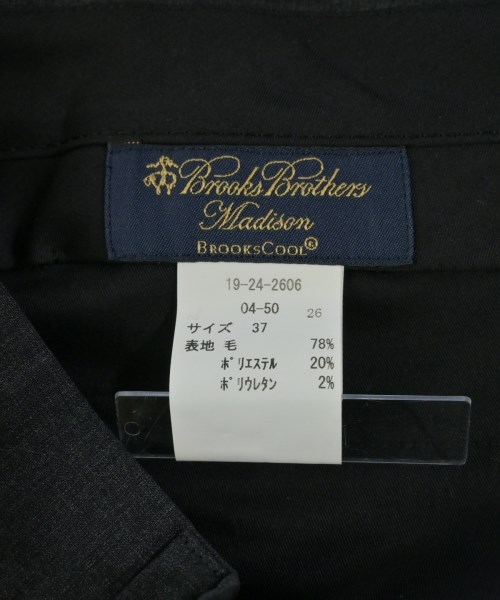 Brooks Brothers
Madison
BROOKSCOOL®
19-24-2606
04-50 26
サイズ 37
表地 毛 78%
ポリエステル 20%
ポリウレタン 2%